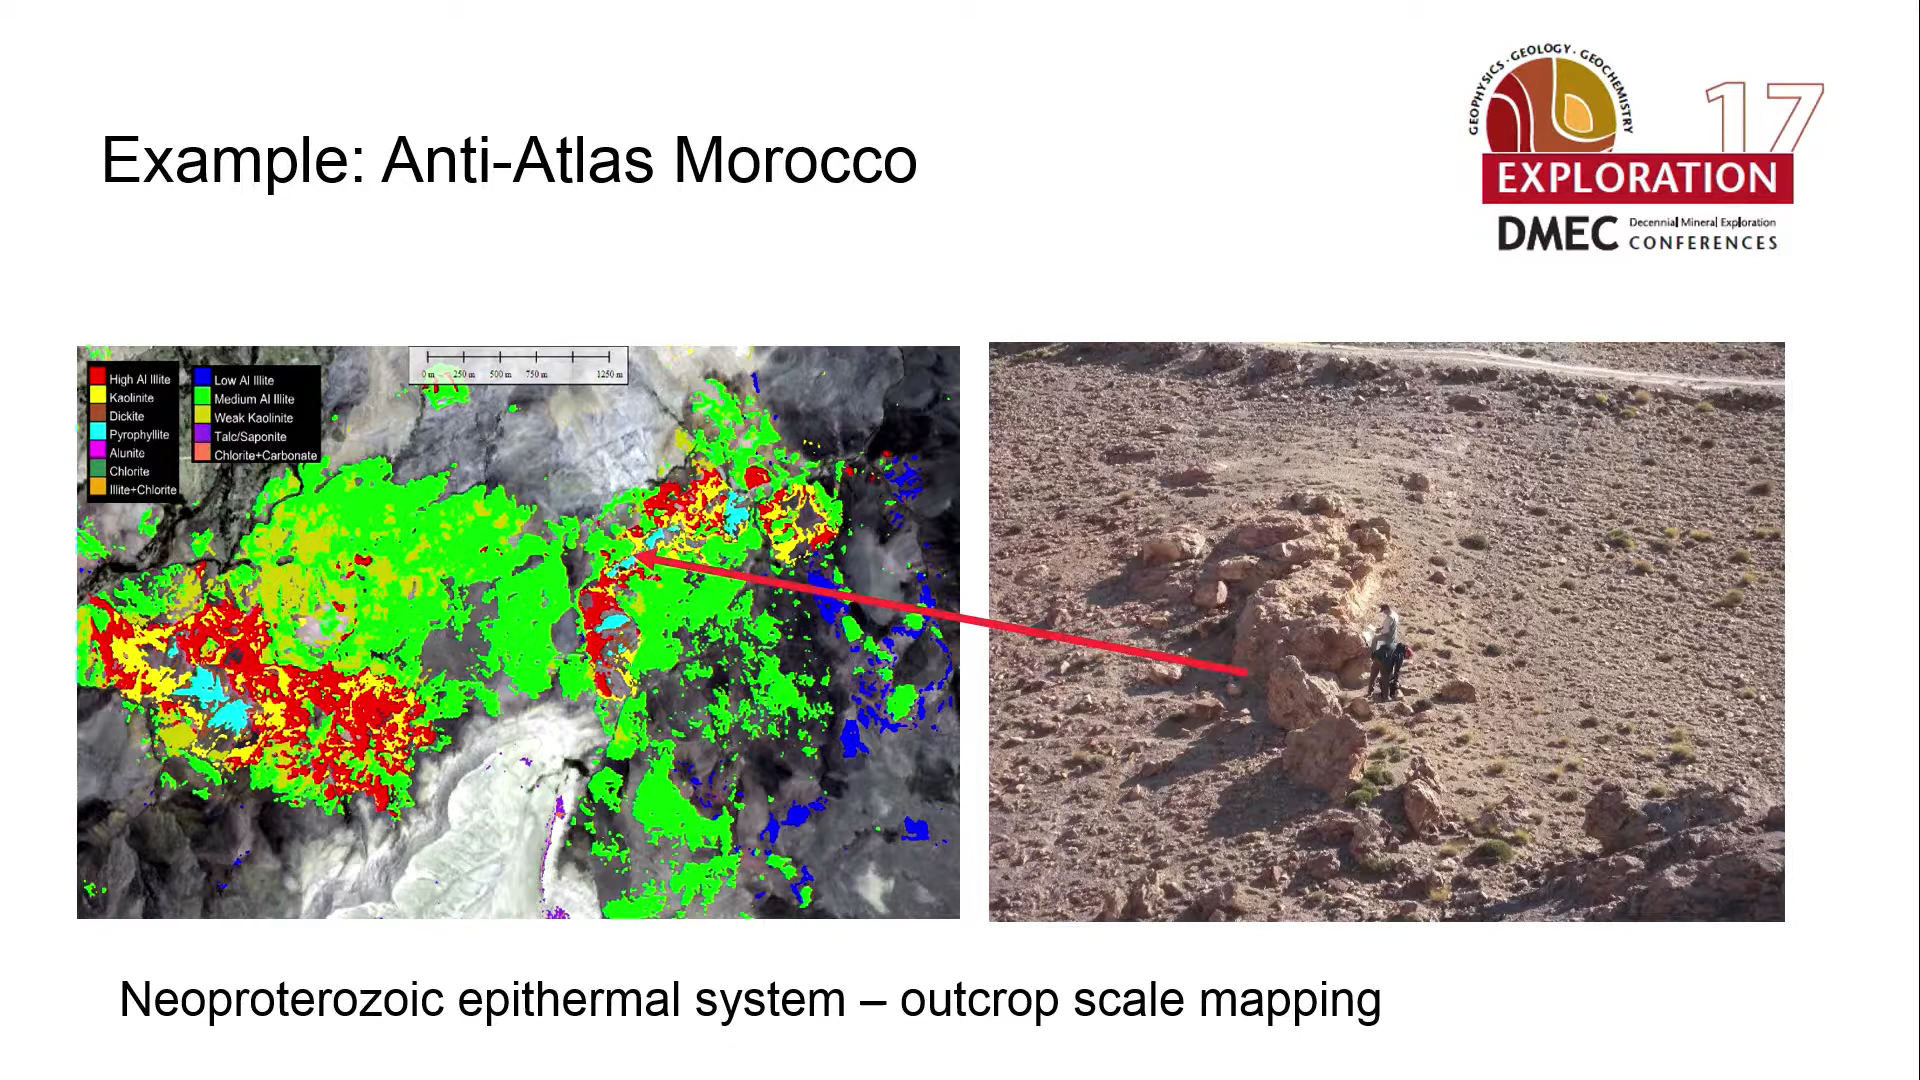 Example: Anti-Atlas Morocco
GEOPHYSICS · GEOLOGY · GEOCHEMISTRY
17
EXPLORATION
DMEC Decennial Mineral Exploration
CONFERENCES
High Al Illite
Kaolinite
Dickite
Pyrophyllite
Alunite
Chlorite
Illite+Chlorite
Low Al Illite
Medium Al Illite
Weak Kaolinite
Talc/Saponite
Chlorite+Carbonate
0 m 250 m 500 m 750 m 1250 m
Neoproterozoic epithermal system – outcrop scale mapping